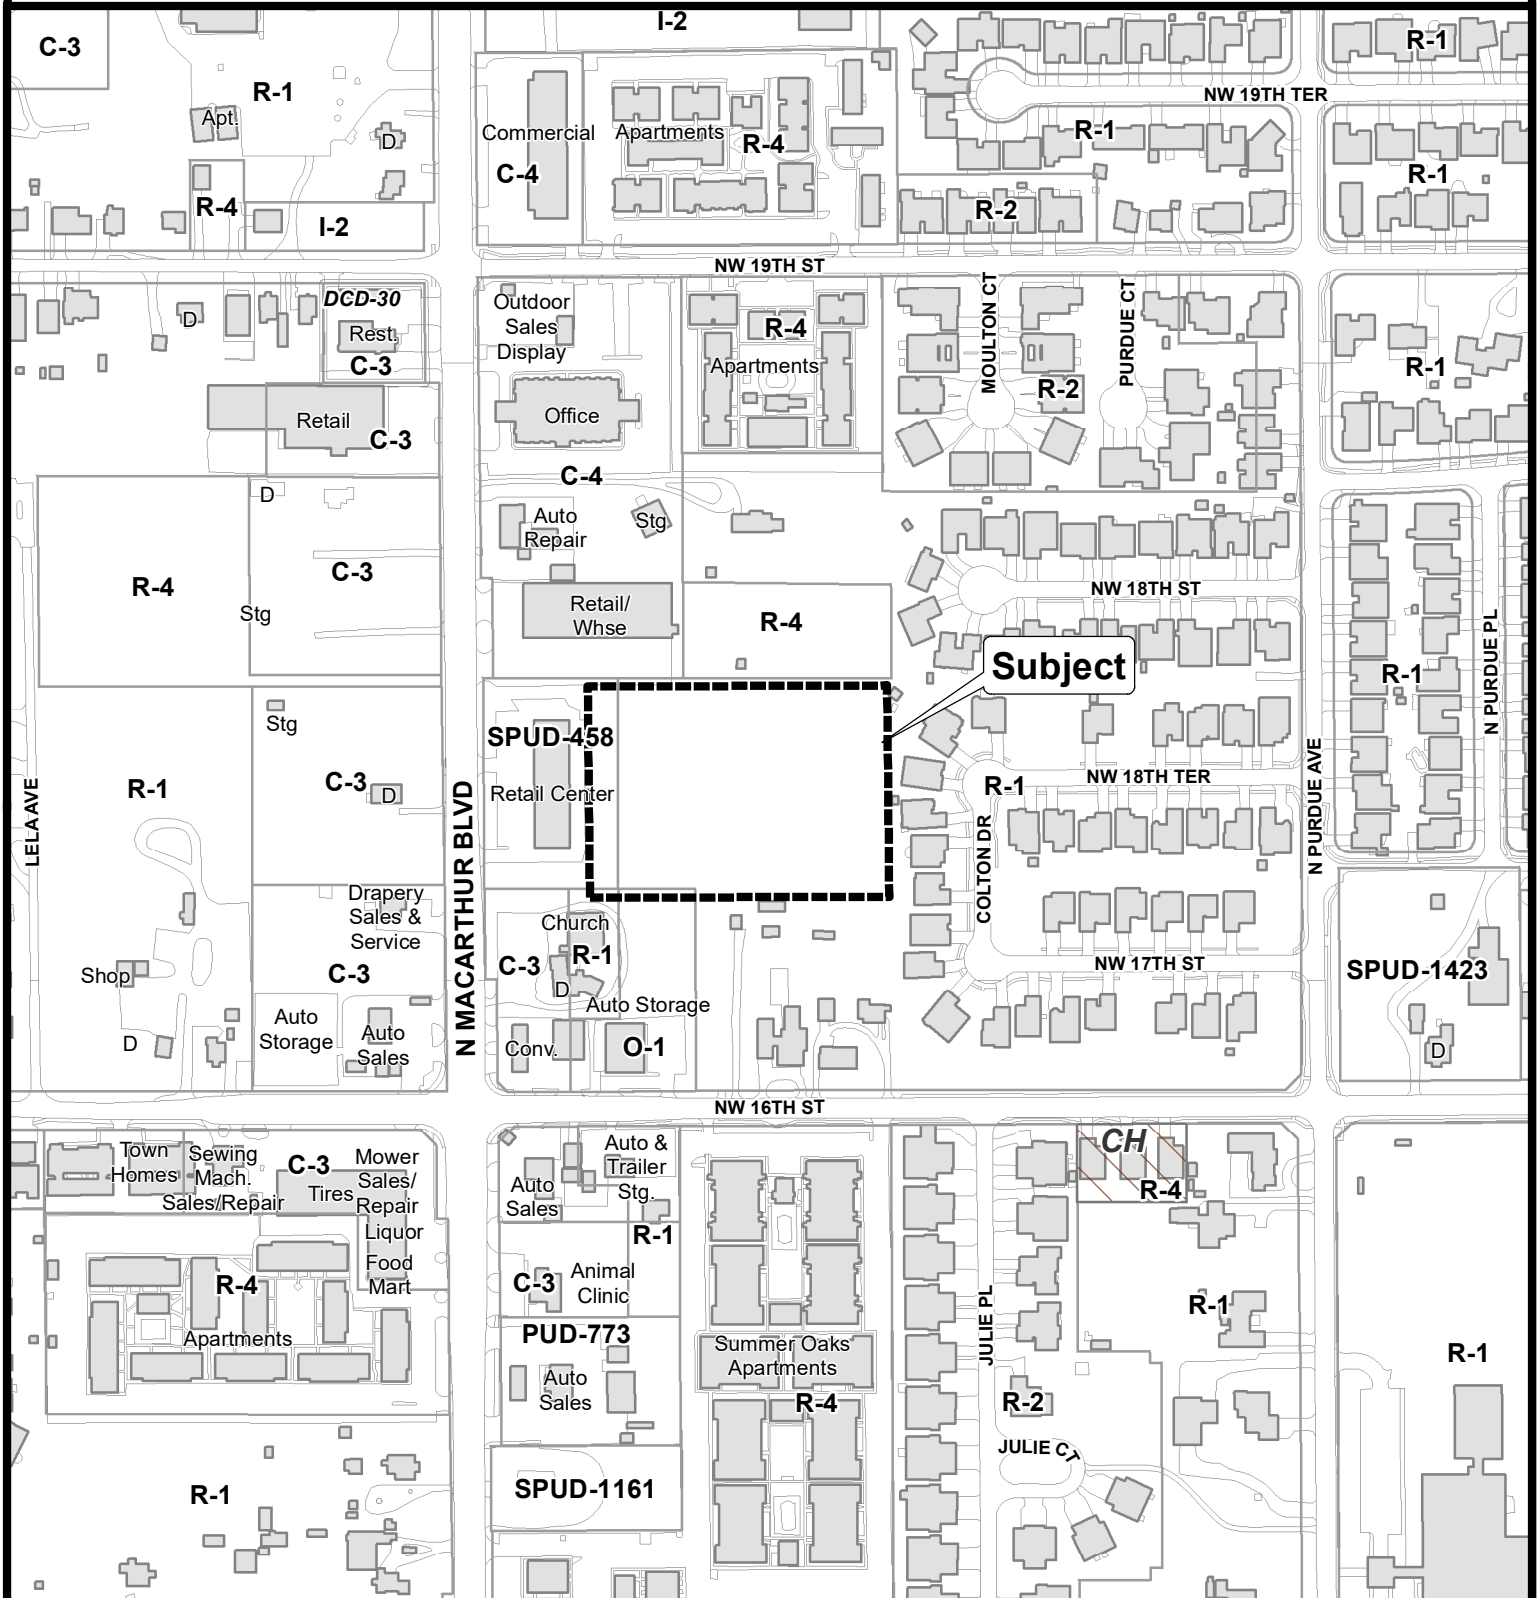 C-3
I-2
R-1
R-1
NW 19TH TER
Apt.
D
Commercial
C-4
Apartments
R-4
R-1
R-1
R-4
I-2
R-2
NW 19TH ST
DCD-30
Rest.
C-3
D
Outdoor
Sales
Display
R-4
Apartments
MOULTON CT
PURDUE CT
R-2
R-1
Retail
C-3
Office
C-4
D
Auto
Repair
Stg
R-4
C-3
Stg
Retail/
Whse
R-4
NW 18TH ST
Subject
R-1
N PURDUE PL
Stg
SPUD-458
Retail Center
R-1
C-3
D
LELA AVE
N MACARTHUR BLVD
R-1
NW 18TH TER
COLTON DR
N PURDUE AVE
Drapery
Sales &
Service
C-3
Church
C-3
R-1
D
Shop
NW 17TH ST
SPUD-1423
Auto Storage
Auto
Storage
Auto
Sales
D
Conv.
O-1
D
NW 16TH ST
Town
Homes
Sewing
Mach.
Sales/Repair
C-3
Tires
Mower
Sales/
Repair
Liquor
Food
Mart
Auto
Sales
Auto &
Trailer
Stg.
R-1
CH
R-4
R-4
Apartments
C-3
Animal
Clinic
PUD-773
Auto
Sales
Summer Oaks
Apartments
R-4
JULIE PL
R-1
R-1
R-2
JULIE CT
R-1
SPUD-1161